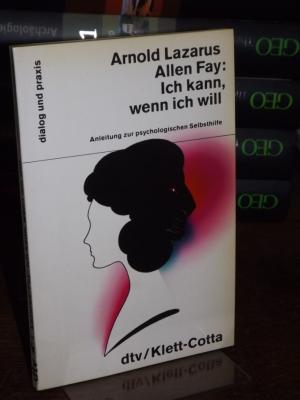 dialog und praxis
Arnold Lazarus
Allen Fay:
Ich kann,
wenn ich will
Anleitung zur psychologischen Selbsthilfe
dtv/Klett-Cotta
1
GEO
GEO
GEO
GEO